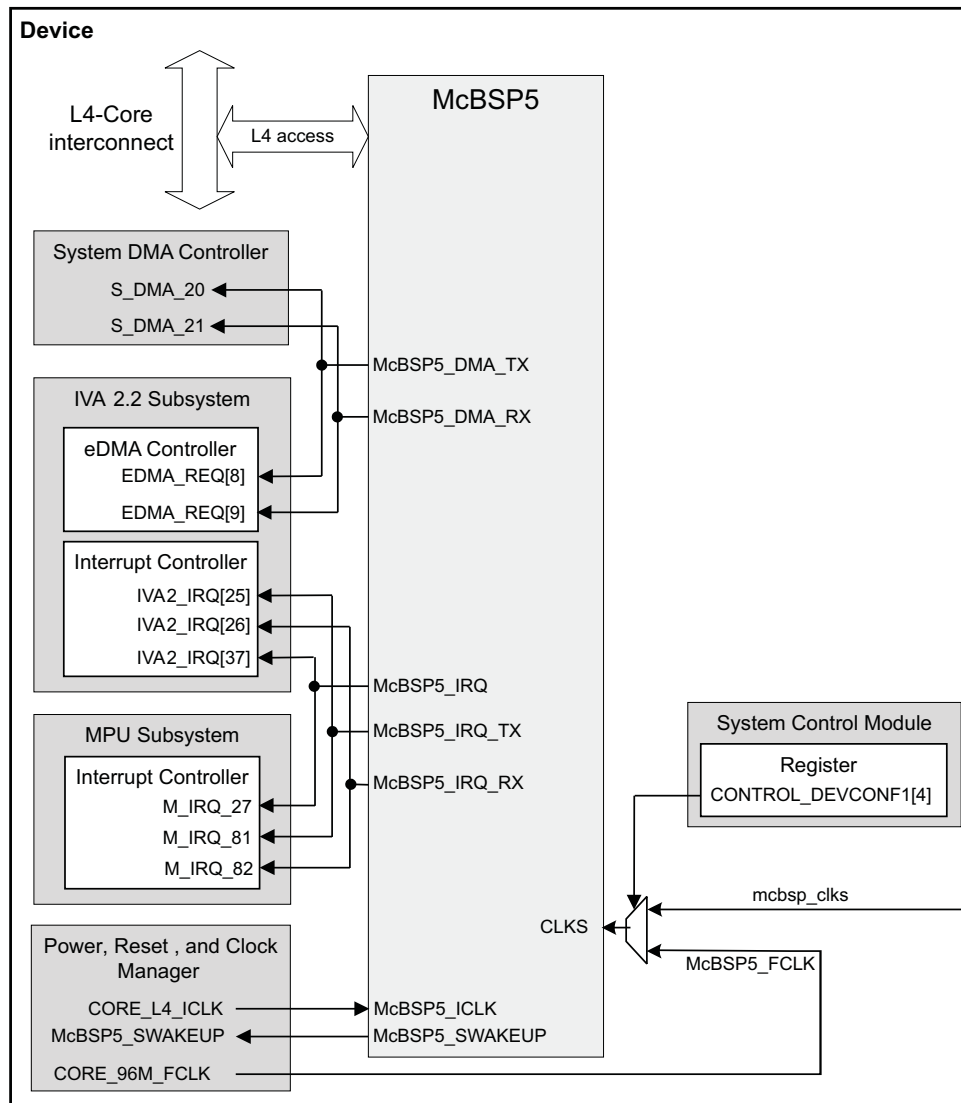 Device
McBSP5
L4-Core
interconnect
L4 access
System DMA Controller
S_DMA_20
S_DMA_21
McBSP5_DMA_TX
McBSP5_DMA_RX
IVA 2.2 Subsystem
eDMA Controller
EDMA_REQ[8]
EDMA_REQ[9]
Interrupt Controller
IVA2_IRQ[25]
IVA2_IRQ[26]
IVA2_IRQ[37]
McBSP5_IRQ
McBSP5_IRQ_TX
McBSP5_IRQ_RX
MPU Subsystem
Interrupt Controller
M_IRQ_27
M_IRQ_81
M_IRQ_82
System Control Module
Register
CONTROL_DEVCONF1[4]
mcbsp_clks
CLKS
McBSP5_FCLK
Power, Reset , and Clock
Manager
CORE_L4_ICLK
McBSP5_ICLK
McBSP5_SWAKEUP
McBSP5_SWAKEUP
CORE_96M_FCLK